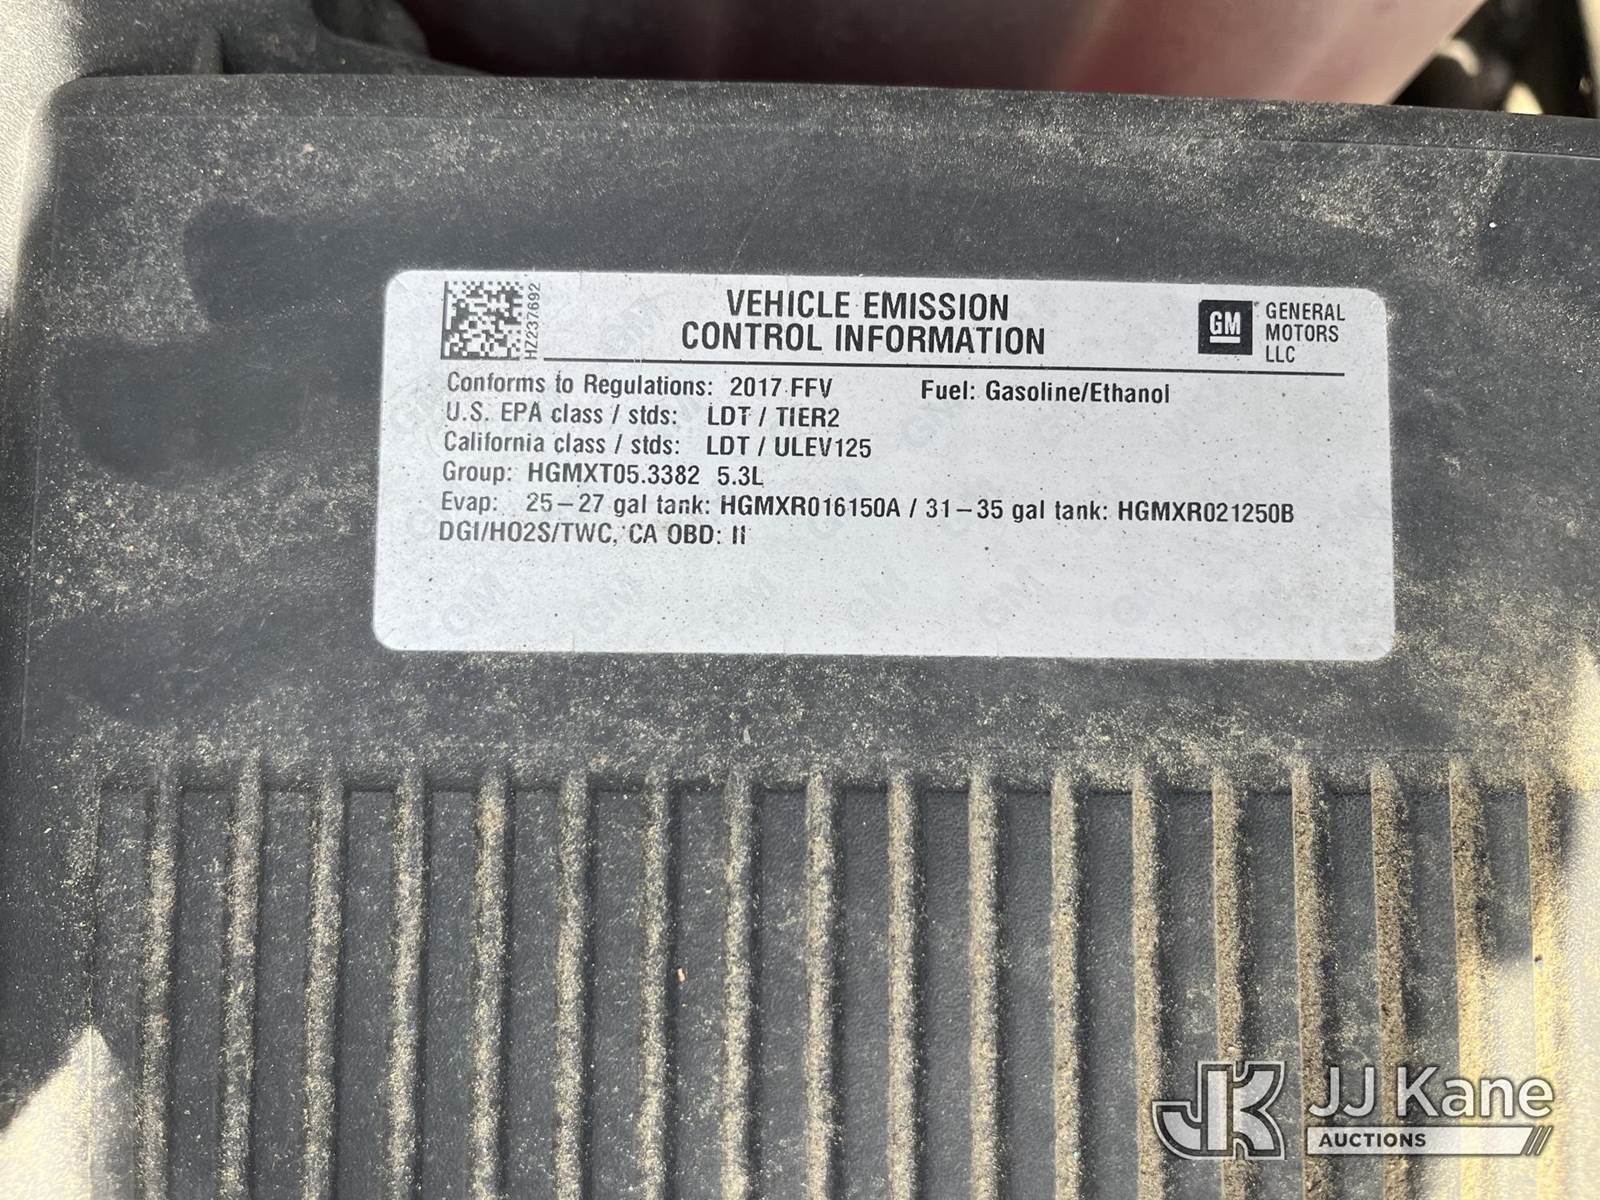 HZ237692
VEHICLE EMISSION
CONTROL INFORMATION
GM
GENERAL
MOTORS
LLC
Conforms to Regulations: 2017 FFV Fuel: Gasoline/Ethanol
U.S. EPA class / stds: LDT / TIER2
California class / stds: LDT / ULEV125
Group: HGMXT05.3382 5.3L
Evap: 25–27 gal tank: HGMXR016150A / 31–35 gal tank: HGMXR021250B
DGI/HO2S/TWC, CA OBD: II
JK
JJ Kane
AUCTIONS